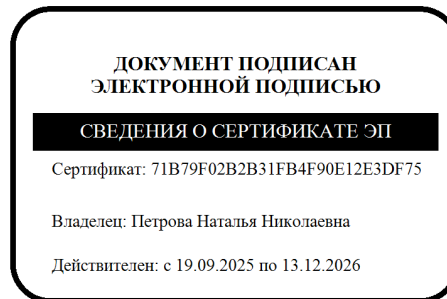 ДОКУМЕНТ ПОДПИСАН
ЭЛЕКТРОННОЙ ПОДПИСЬЮ
СВЕДЕНИЯ О СЕРТИФИКАТЕ ЭП
Сертификат: 71B79F02B2B31FB4F90E12E3DF75
Владелец: Петрова Наталья Николаевна
Действителен: с 19.09.2025 по 13.12.2026